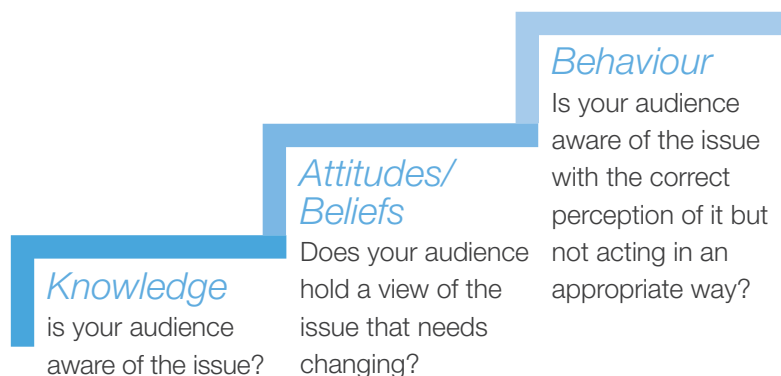 Knowledge
is your audience
aware of the issue?
Attitudes/
Beliefs
Does your audience
hold a view of the
issue that needs
changing?
Behaviour
Is your audience
aware of the issue
with the correct
perception of it but
not acting in an
appropriate way?